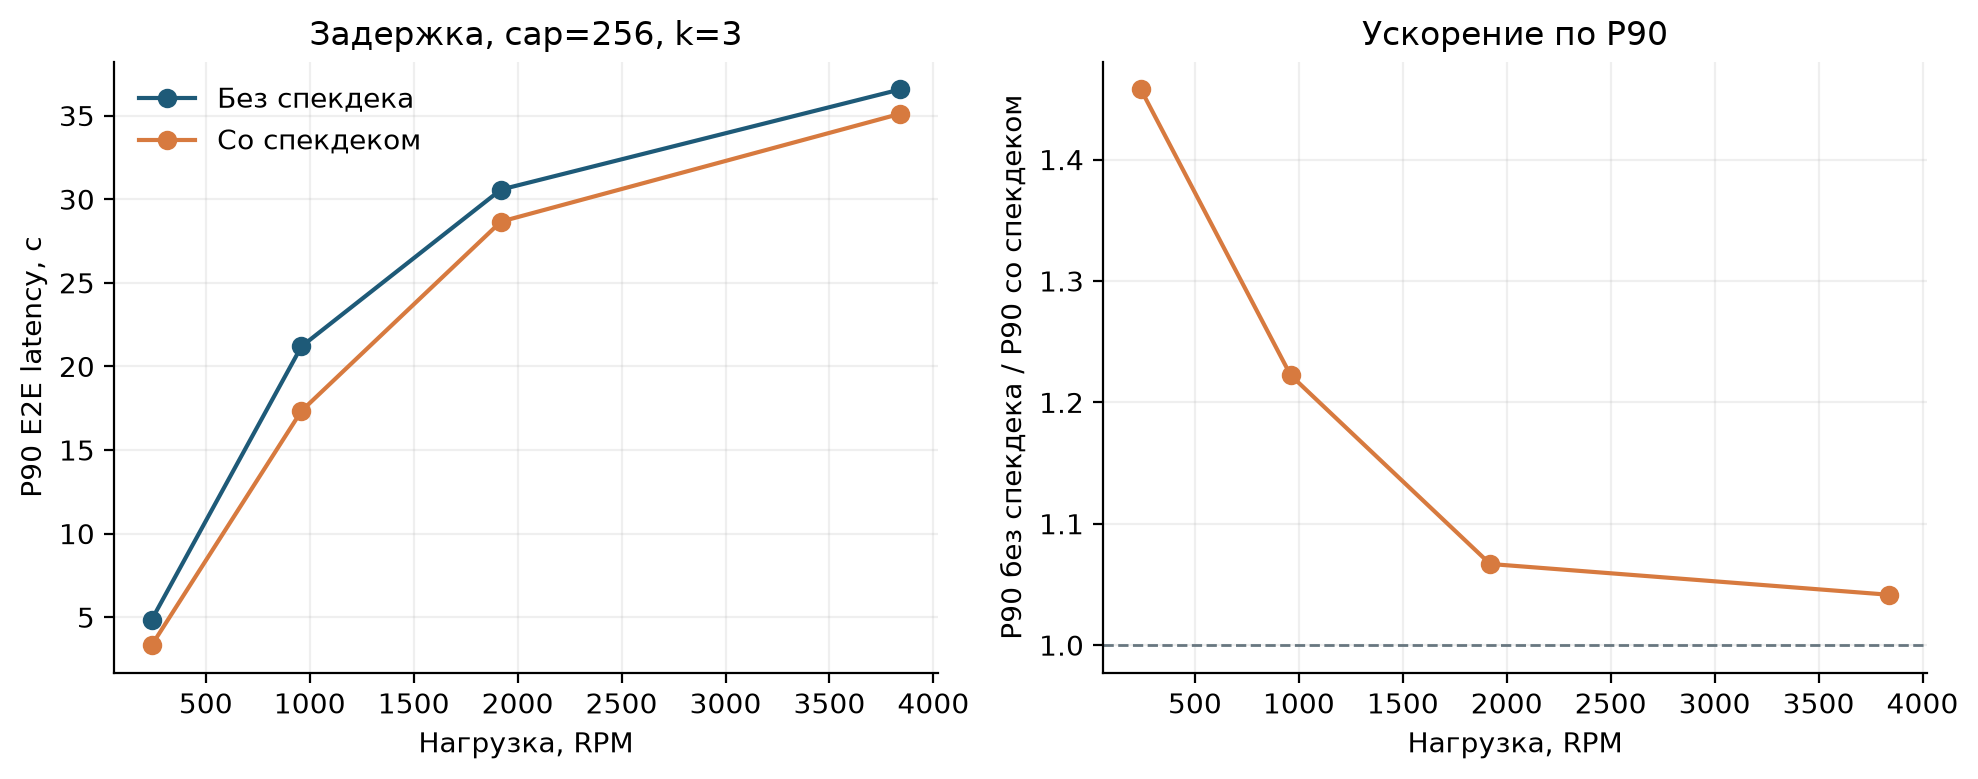 Задержка, cap=256, k=3
Без спекдека
Со спекдеком
P90 E2E latency, с
35
30
25
20
15
10
5
500 1000 1500 2000 2500 3000 3500 4000
Нагрузка, RPM
Ускорение по P90
P90 без спекдека / P90 со спекдеком
1.4
1.3
1.2
1.1
1.0
500 1000 1500 2000 2500 3000 3500 4000
Нагрузка, RPM